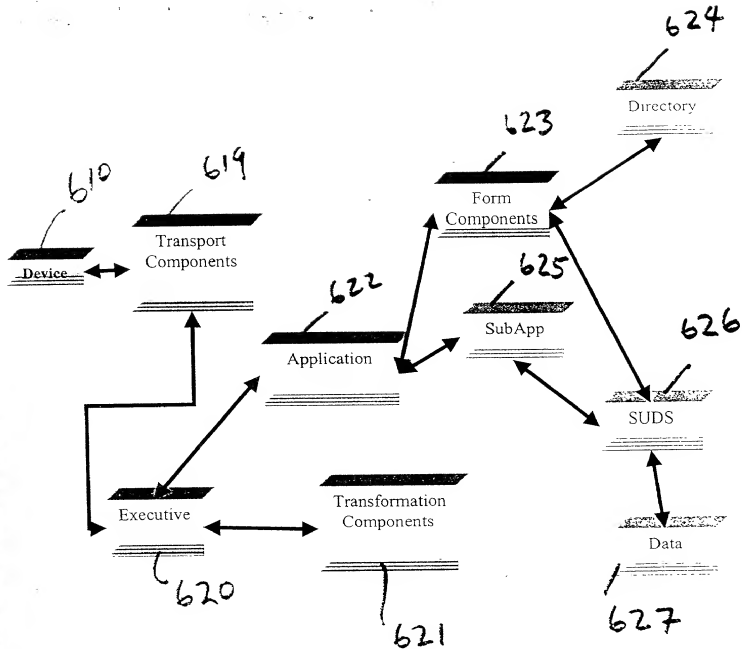 624
Directory
623
Form
Components
610
619
Device
Transport
Components
622
Application
625
SubApp
626
SUDS
Executive
620
Transformation
Components
621
Data
627